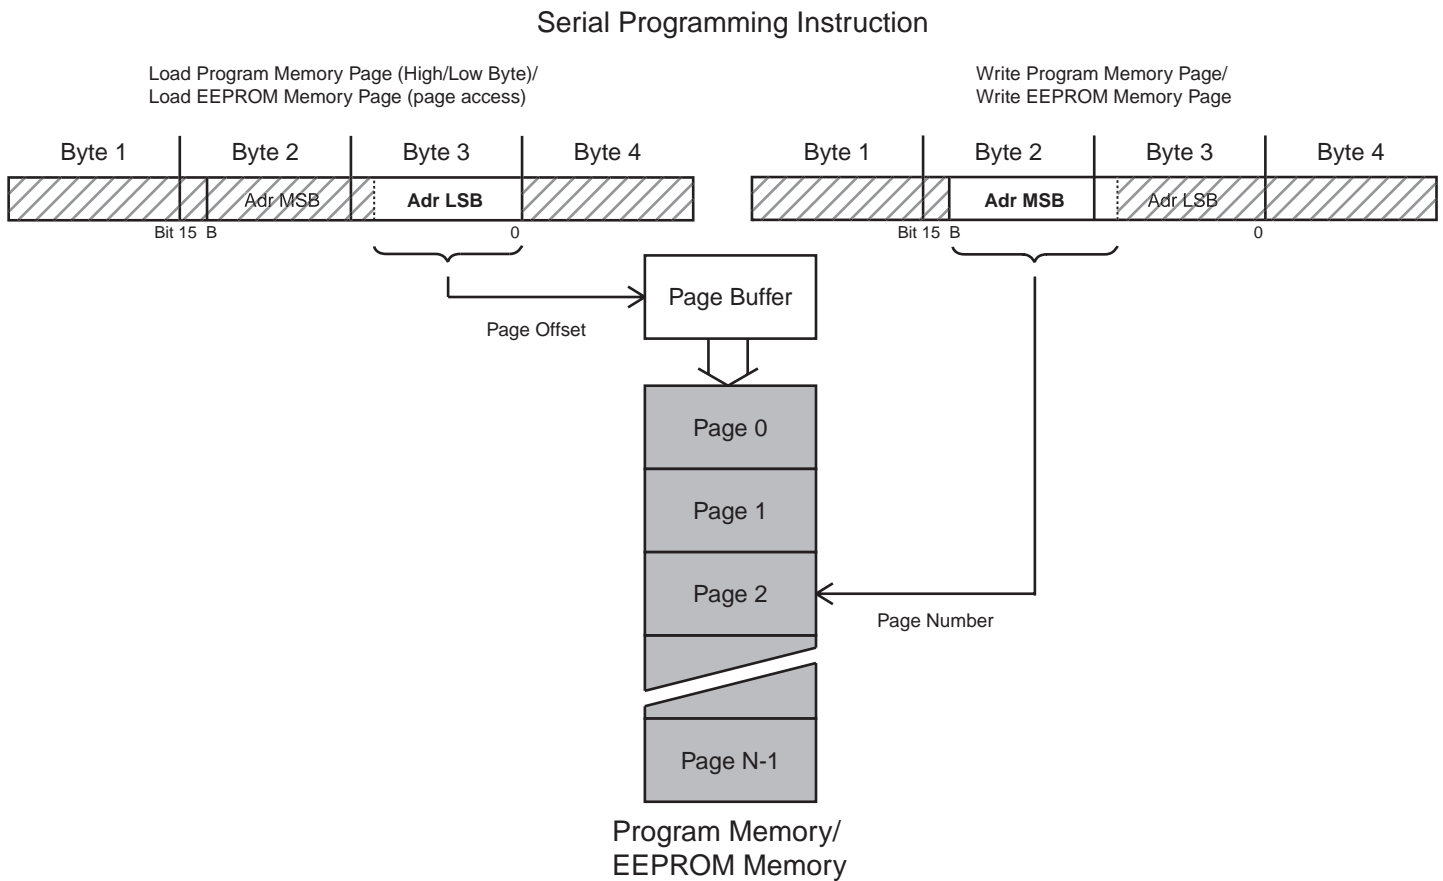 Serial Programming Instruction
Load Program Memory Page (High/Low Byte)/
Load EEPROM Memory Page (page access)
Write Program Memory Page/
Write EEPROM Memory Page
Byte 1 Byte 2 Byte 3 Byte 4
Adr MSB Adr LSB
Bit 15 B 0
Byte 1 Byte 2 Byte 3 Byte 4
Adr MSB Adr LSB
Bit 15 B 0
Page Buffer
Page Offset
Page 0
Page 1
Page 2
Page Number
Page N-1
Program Memory/
EEPROM Memory